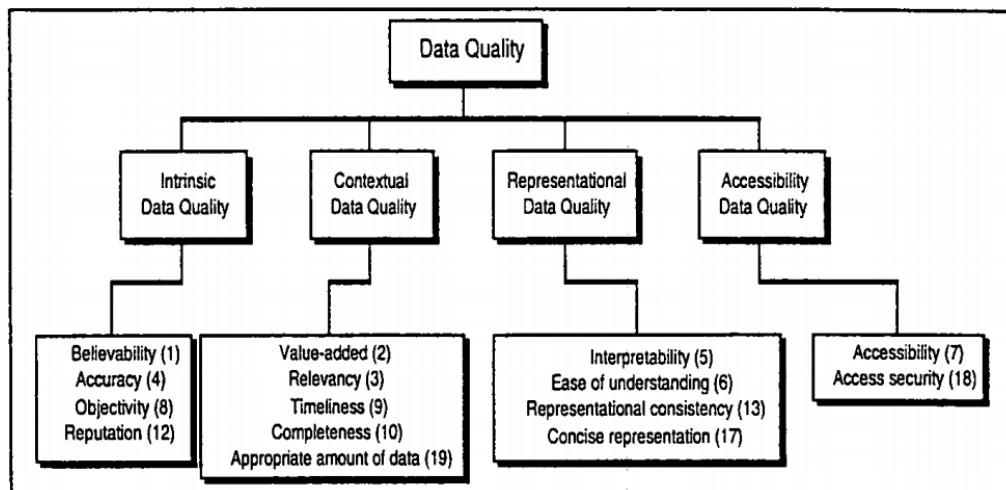 Data Quality
Intrinsic
Data Quality
Contextual
Data Quality
Representational
Data Quality
Accessibility
Data Quality
Believability (1)
Accuracy (4)
Objectivity (8)
Reputation (12)
Value-added (2)
Relevancy (3)
Timeliness (9)
Completeness (10)
Appropriate amount of data (19)
Interpretability (5)
Ease of understanding (6)
Representational consistency (13)
Concise representation (17)
Accessibility (7)
Access security (18)